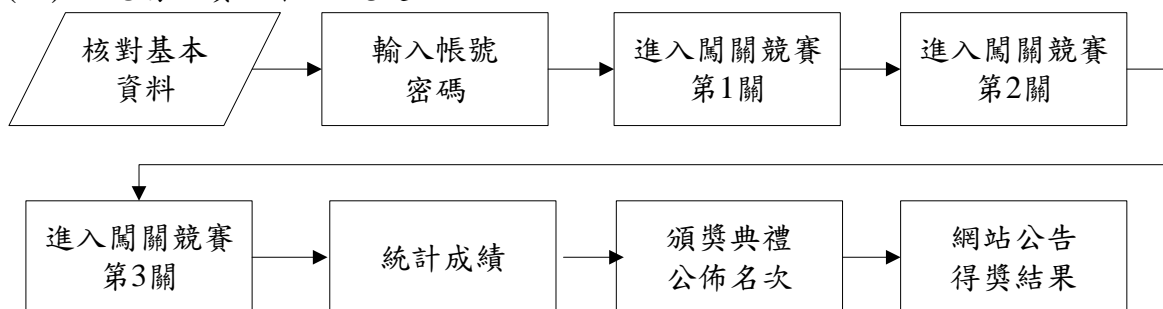 核對基本
資料
輸入帳號
密碼
進入闖關競賽
第1關
進入闖關競賽
第2關
進入闖關競賽
第3關
統計成績
頒獎典禮
公佈名次
網站公告
得獎結果